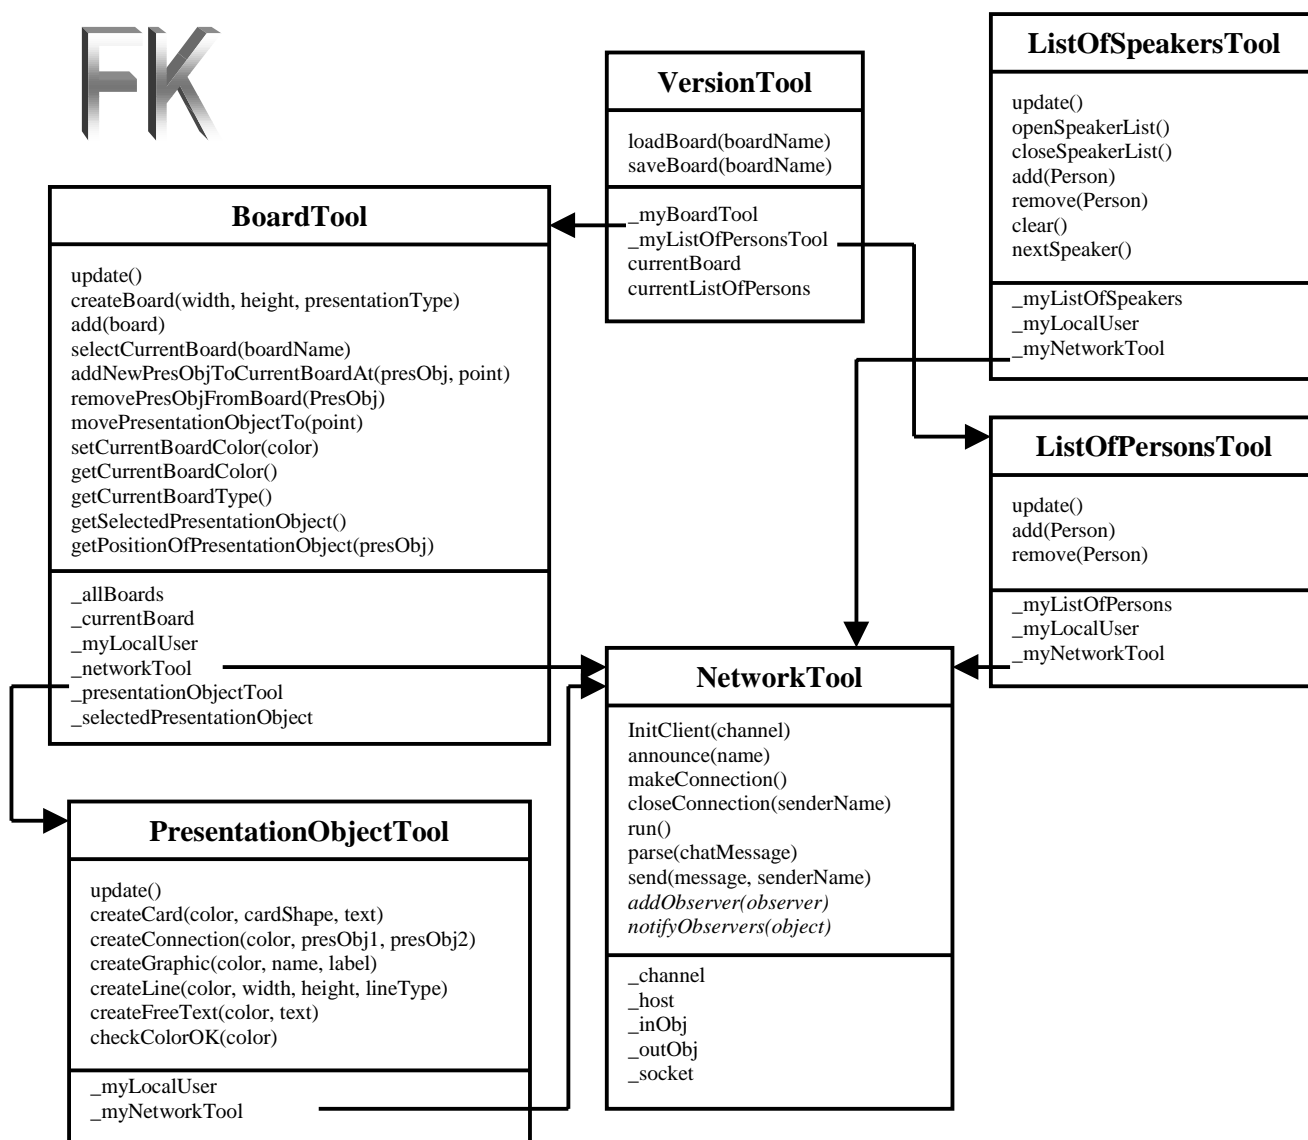 FK
VersionTool
loadBoard(boardName)
saveBoard(boardName)
_myBoardTool
_myListOfPersonsTool
currentBoard
currentListOfPersons
ListOfSpeakersTool
update()
openSpeakerList()
closeSpeakerList()
add(Person)
remove(Person)
clear()
nextSpeaker()
_myListOfSpeakers
_myLocalUser
_myNetworkTool
BoardTool
update()
createBoard(width, height, presentationType)
add(board)
selectCurrentBoard(boardName)
addNewPresObjToCurrentBoardAt(presObj, point)
removePresObjFromBoard(PresObj)
movePresentationObjectTo(point)
setCurrentBoardColor(color)
getCurrentBoardColor()
getCurrentBoardType()
getSelectedPresentationObject()
getPositionOfPresentationObject(presObj)
_allBoards
_currentBoard
_myLocalUser
_networkTool
_presentationObjectTool
_selectedPresentationObject
ListOfPersonsTool
update()
add(Person)
remove(Person)
_myListOfPersons
_myLocalUser
_myNetworkTool
NetworkTool
InitClient(channel)
announce(name)
makeConnection()
closeConnection(senderName)
run()
parse(chatMessage)
send(message, senderName)
addObserver(observer)
notifyObservers(object)
_channel
_host
_inObj
_outObj
_socket
PresentationObjectTool
update()
createCard(color, cardShape, text)
createConnection(color, presObj1, presObj2)
createGraphic(color, name, label)
createLine(color, width, height, lineType)
createFreeText(color, text)
checkColorOK(color)
_myLocalUser
_myNetworkTool